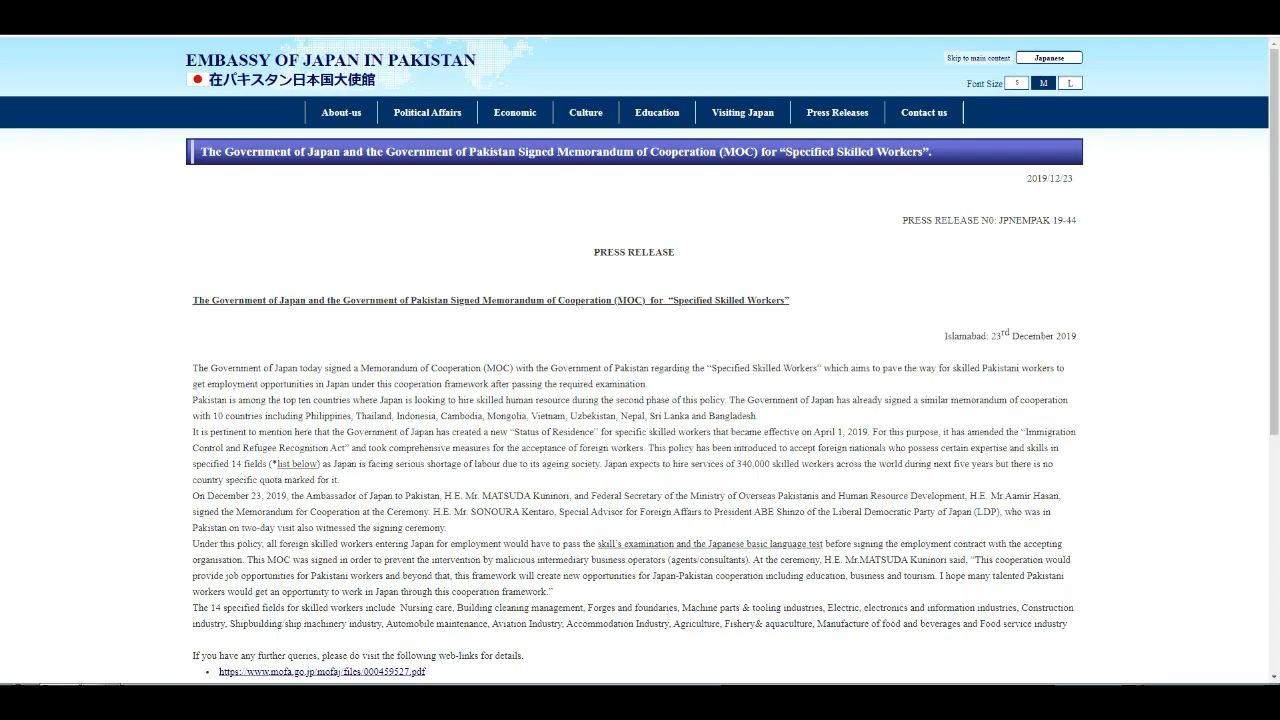 EMBASSY OF JAPAN IN PAKISTAN
在パキスタン日本国大使館
Skip to main content
Japanese
Font Size S M L
About-us Political Affairs Economic Culture Education Visiting Japan Press Releases Contact us
The Government of Japan and the Government of Pakistan Signed Memorandum of Cooperation (MOC) for “Specified Skilled Workers”.
2019/12/23
PRESS RELEASE N0: JPNEMPAK 19-44
PRESS RELEASE
The Government of Japan and the Government of Pakistan Signed Memorandum of Cooperation (MOC) for “Specified Skilled Workers”
Islamabad: 23rd December 2019
The Government of Japan today signed a Memorandum of Cooperation (MOC) with the Government of Pakistan regarding the “Specified Skilled Workers” which aims to pave the way for skilled Pakistani workers to
get employment opportunities in Japan under this cooperation framework after passing the required examination.
Pakistan is among the top ten countries where Japan is looking to hire skilled human resource during the second phase of this policy. The Government of Japan has already signed a similar memorandum of cooperation
with 10 countries including Philippines, Thailand, Indonesia, Cambodia, Mongolia, Vietnam, Uzbekistan, Nepal, Sri Lanka and Bangladesh.
It is pertinent to mention here that the Government of Japan has created a new “Status of Residence” for specific skilled workers that became effective on April 1, 2019. For this purpose, it has amended the “Immigration
Control and Refugee Recognition Act” and took comprehensive measures for the acceptance of foreign workers. This policy has been introduced to accept foreign nationals who possess certain expertise and skills in
specified 14 fields (*list below) as Japan is facing serious shortage of labour due to its ageing society. Japan expects to hire services of 340,000 skilled workers across the world during next five years but there is no
country specific quota marked for it.
On December 23, 2019, the Ambassador of Japan to Pakistan, H.E. Mr. MATSUDA Kuninori, and Federal Secretary of the Ministry of Overseas Pakistanis and Human Resource Development, H.E. Mr Aamir Hasan,
signed the Memorandum for Cooperation at the Ceremony. H.E. Mr. SONOURA Kentaro, Special Advisor for Foreign Affairs to President ABE Shinzo of the Liberal Democratic Party of Japan (LDP), who was in
Pakistan on two-day visit also witnessed the signing ceremony.
Under this policy, all foreign skilled workers entering Japan for employment would have to pass the skill’s examination and the Japanese basic language test before signing the employment contract with the accepting
organisation. This MOC was signed in order to prevent the intervention by malicious intermediary business operators (agents/consultants). At the ceremony, H.E. Mr.MATSUDA Kuninori said, “This cooperation would
provide job opportunities for Pakistani workers and beyond that, this framework will create new opportunities for Japan-Pakistan cooperation including education, business and tourism. I hope many talented Pakistani
workers would get an opportunity to work in Japan through this cooperation framework.”
The 14 specified fields for skilled workers include Nursing care, Building cleaning management, Forges and foundaries, Machine parts & tooling industries, Electric, electronics and information industries, Construction
industry, Shipbuilding/ship machinery industry, Automobile maintenance, Aviation Industry, Accommodation Industry, Agriculture, Fishery& aquaculture, Manufacture of food and beverages and Food service industry
If you have any further queries, please do visit the following web-links for details.
• https://www.mofa.go.jp/mofaj/files/000459527.pdf